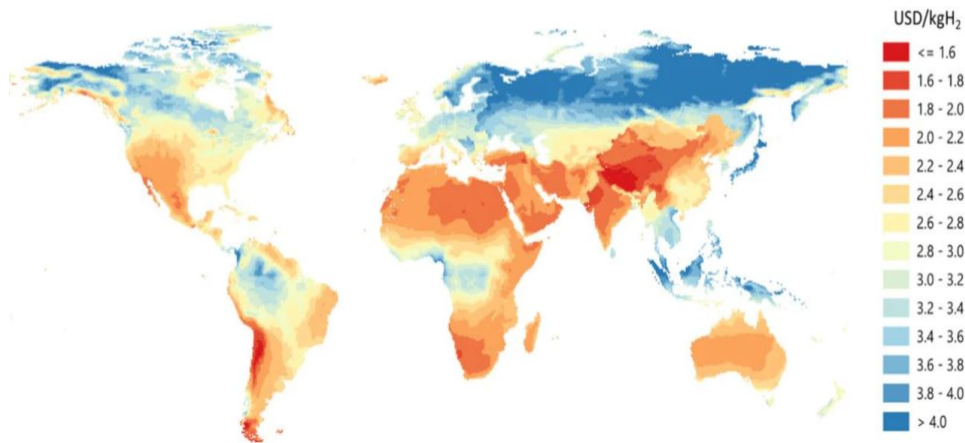 USD/kgH₂
<= 1.6
1.6 - 1.8
1.8 - 2.0
2.0 - 2.2
2.2 - 2.4
2.4 - 2.6
2.6 - 2.8
2.8 - 3.0
3.0 - 3.2
3.2 - 3.4
3.4 - 3.6
3.6 - 3.8
3.8 - 4.0
> 4.0